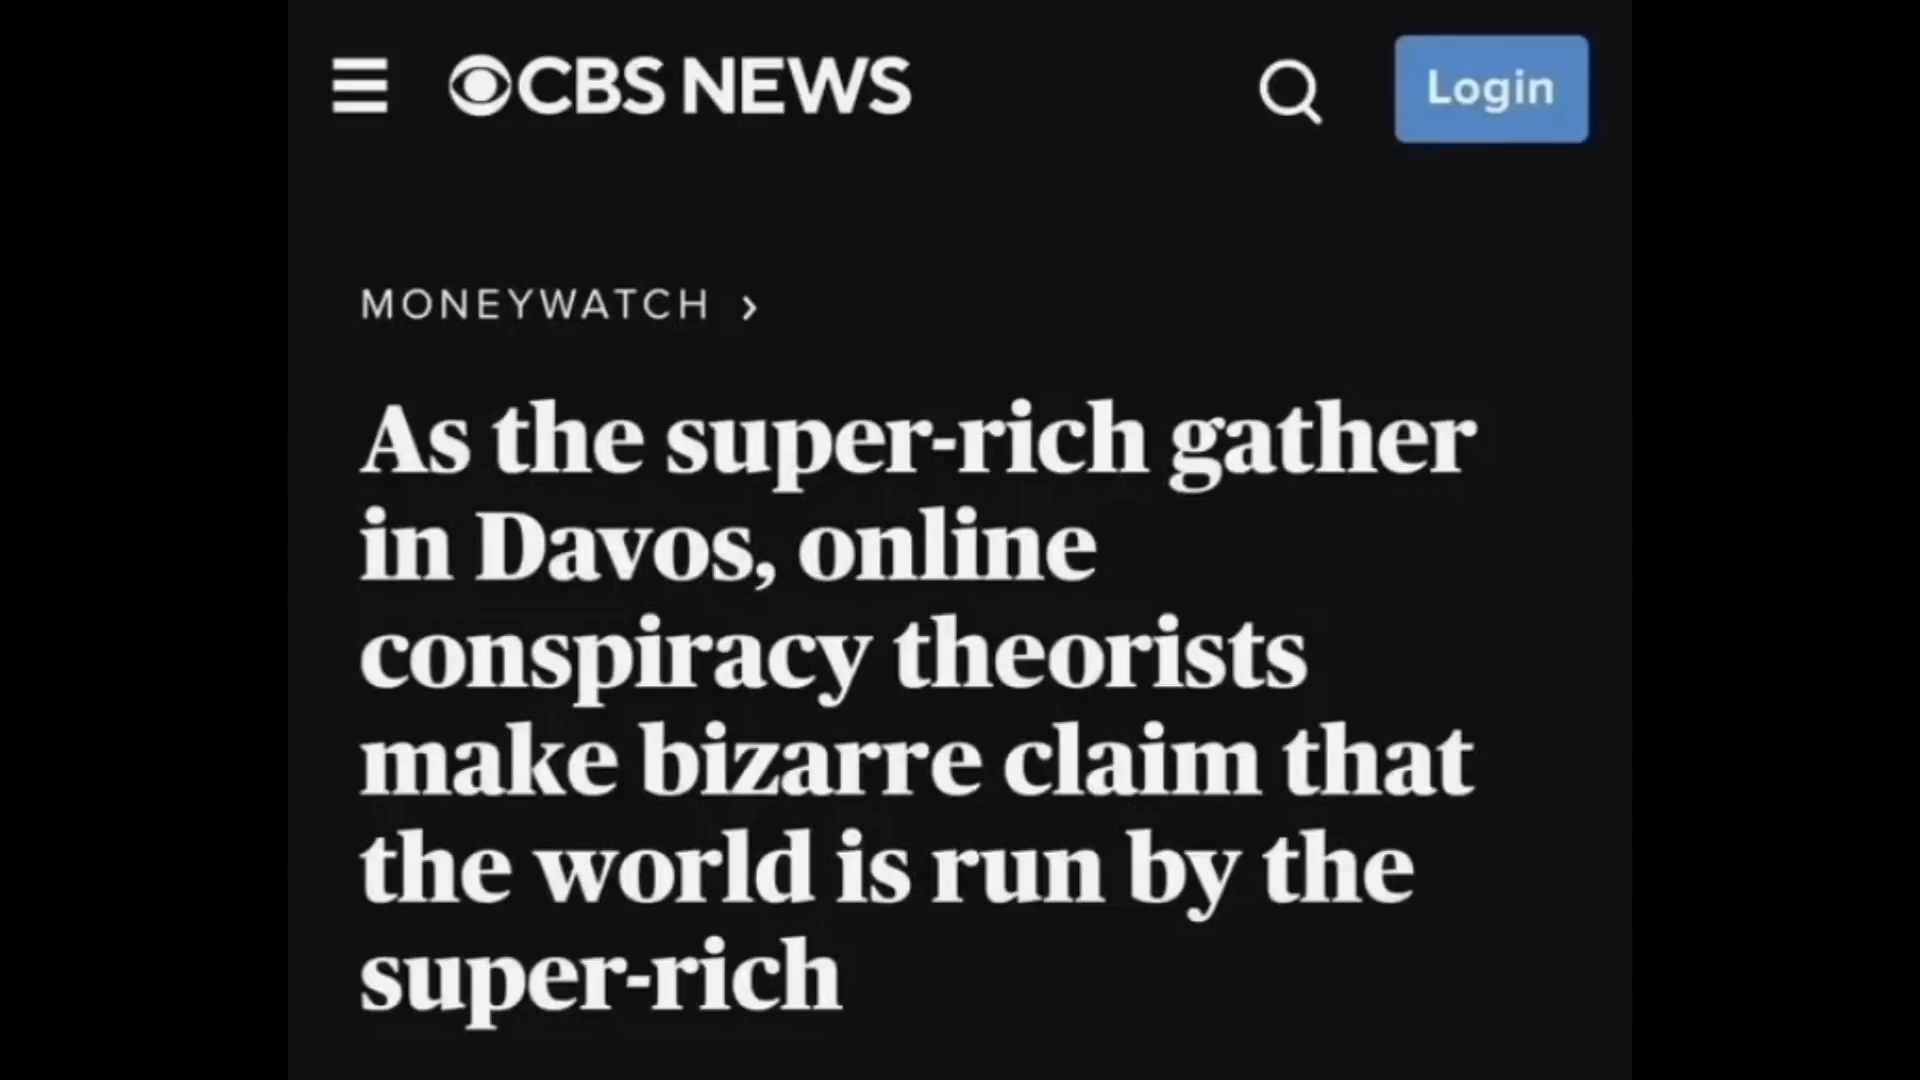 CBS NEWS
Login
MONEYWATCH >
As the super-rich gather
in Davos, online
conspiracy theorists
make bizarre claim that
the world is run by the
super-rich